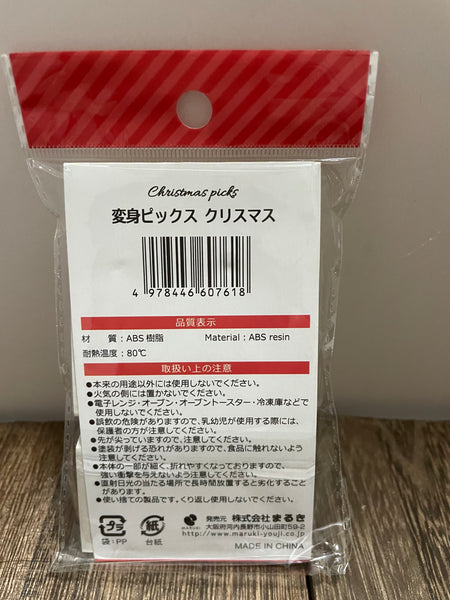 Christmas picks
変身ピックス クリスマス
4 978446 607618
品質表示
材　質：ABS 樹脂　Material : ABS resin
耐熱温度：80℃
取扱い上の注意
●本来の用途以外には使用しないでください。
●火気の側には置かないでください。
●電子レンジ・オーブン・オーブントースター・冷凍庫などで
使用しないでください。
●誤飲の危険がありますので、乳幼児が使用する際には、
保護者の方が注意してください。
●先が尖っていますので、注意してください。
●塗装が剥げる恐れがありますので、食品に触れないよう
注意してください。
●本体の一部が細く、折れやすくなっておりますので、
強い衝撃を与えないよう注意してください。
●直射日光の当たる場所で長時間放置すると劣化すること
があります。
●使い捨ての製品です。くり返し使用しないでください。
プラ
袋：PP
紙
台紙
MARUKI
発売元 株式会社まるき
大阪府河内長野市小山田町59-2
http://www.maruki-youji.co.jp
MADE IN CHINA